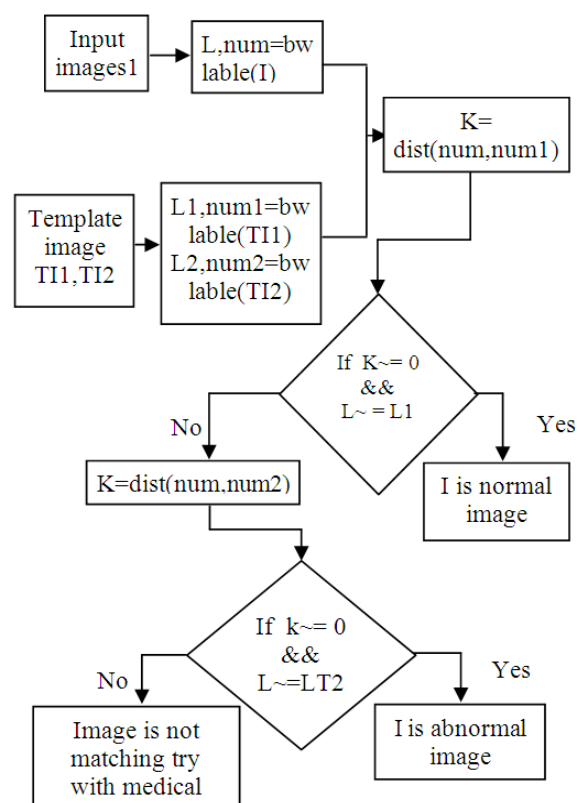 Input
images1
L,num=bw
lable(I)
K=
dist(num,num1)
Template
image
TI1,TI2
L1,num1=bw
lable(TI1)
L2,num2=bw
lable(TI2)
If K~= 0
&&
L~ = L1
No
Yes
K=dist(num,num2)
I is normal
image
If k~= 0
&&
L~=LT2
No
Yes
Image is not
matching try
with medical
I is abnormal
image